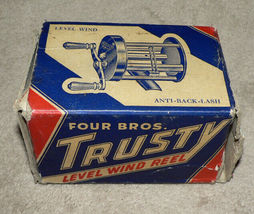 LEVEL WIND
ANTI-BACK-LASH
FOUR BROS.
TRUSTY
LEVEL WIND REEL